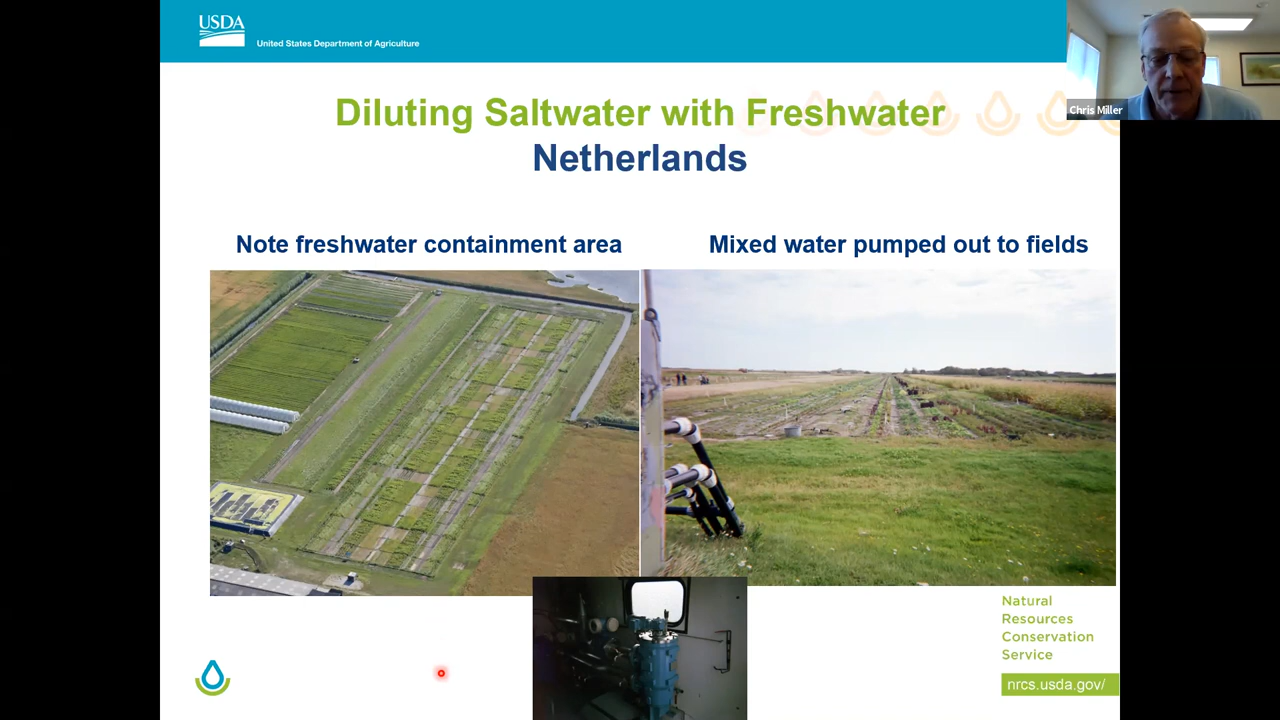 USDA
United States Department of Agriculture
Chris Miller
Diluting Saltwater with Freshwater
Netherlands
Note freshwater containment area
Mixed water pumped out to fields
Natural
Resources
Conservation
Service
nrcs.usda.gov/